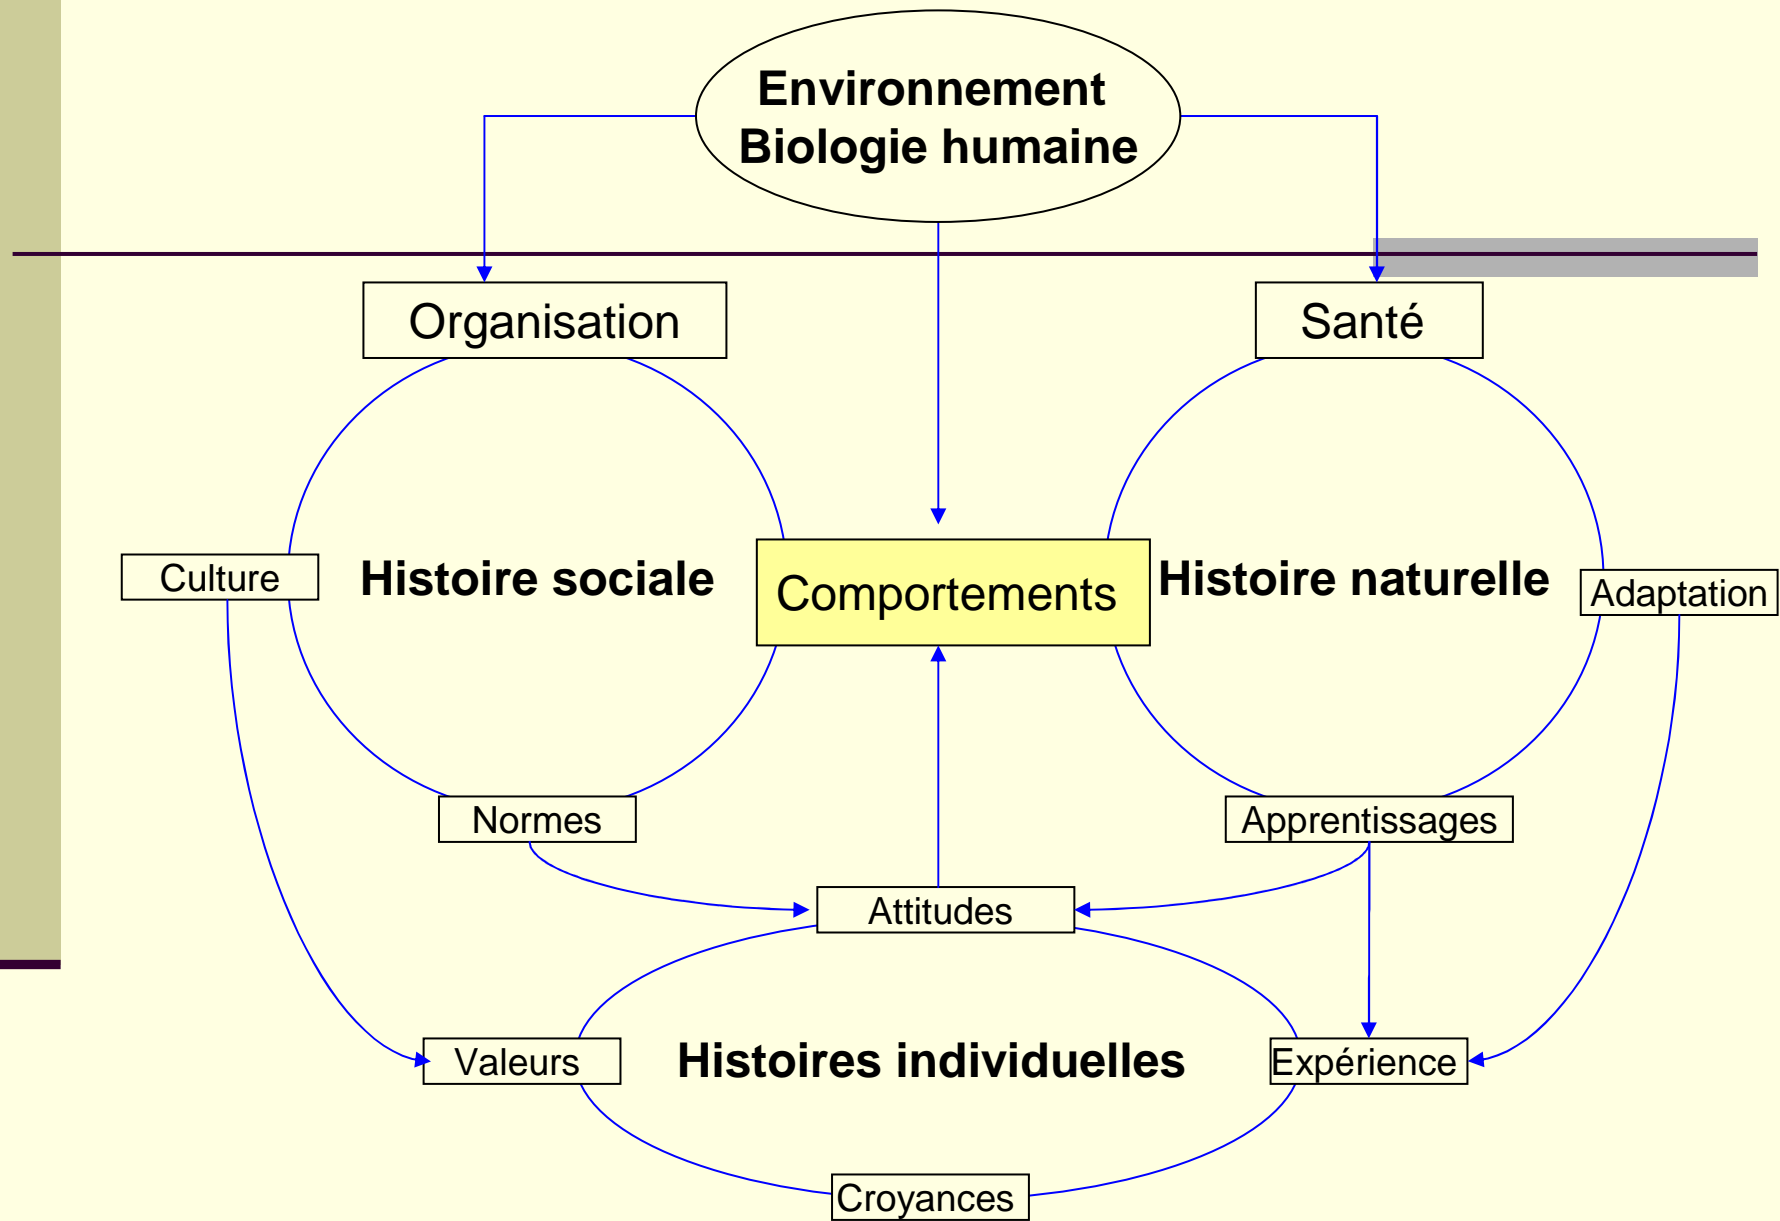 Environnement
Biologie humaine
Organisation
Santé
Culture
Histoire sociale
Comportements
Histoire naturelle
Adaptation
Normes
Apprentissages
Attitudes
Valeurs
Histoires individuelles
Expérience
Croyances